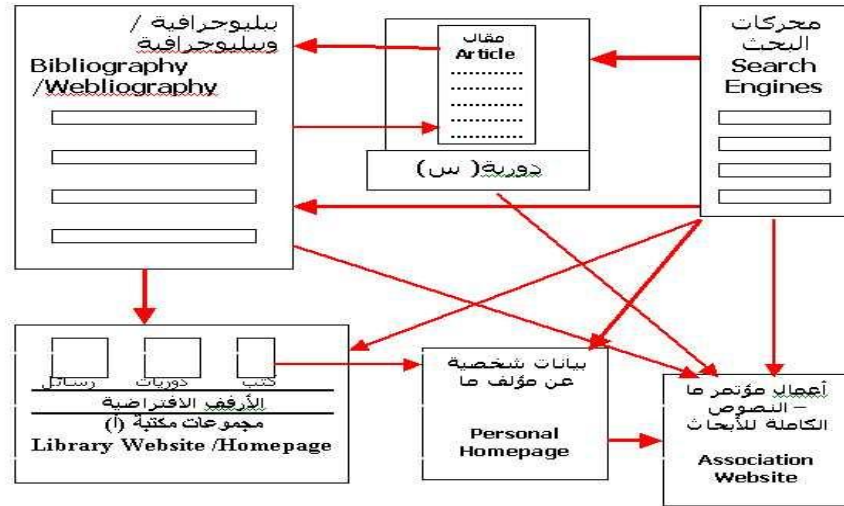 ببليوجرافية /
وببليوجرافية
Bibliography
/Webliography
مقال
Article
دورية( س)
محركات
البحث
Search
Engines
رسائل
دوريات
كتب
الأرفف الافتراضية
مجموعات مكتبة (أ)
Library Website /Homepage
بيانات شخصية
عن مؤلف ما
Personal
Homepage
أعمال مؤتمر ما
– النصوص
الكاملة للأبحاث
Association
Website